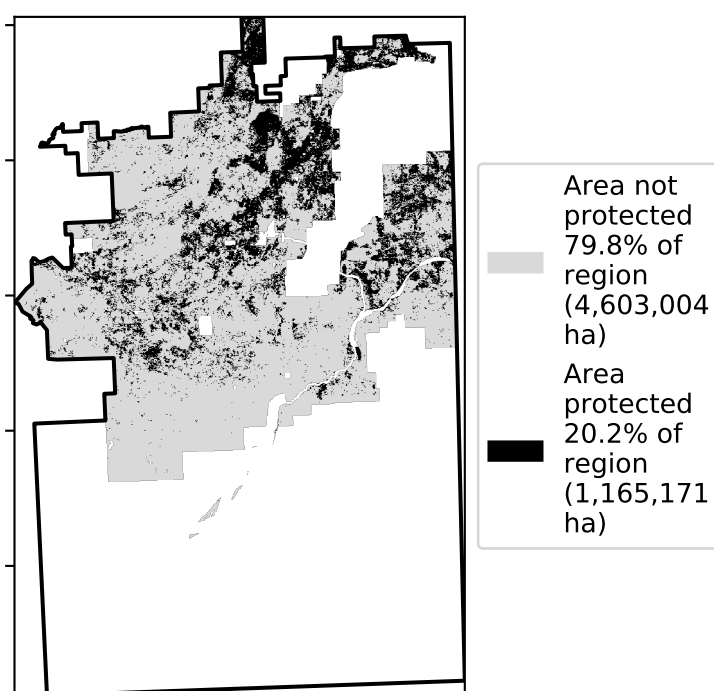 Area not
protected
79.8% of
region
(4,603,004
ha)
Area
protected
20.2% of
region
(1,165,171
ha)